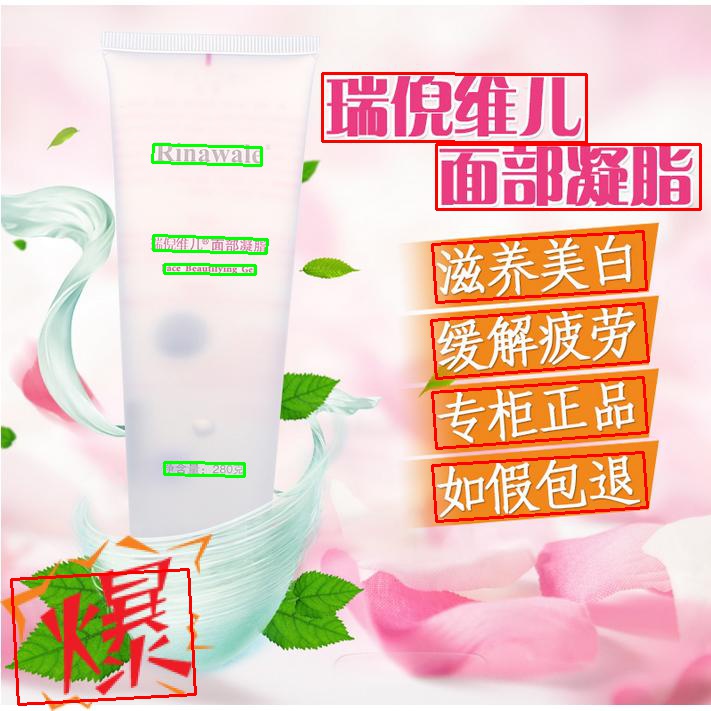 瑞倪维儿
面部凝脂
Rinawale®
瑞倪维儿®面部凝脂
Face Beautifying Gel
滋养美白
缓解疲劳
专柜正品
如假包退
净含量：280克
爆